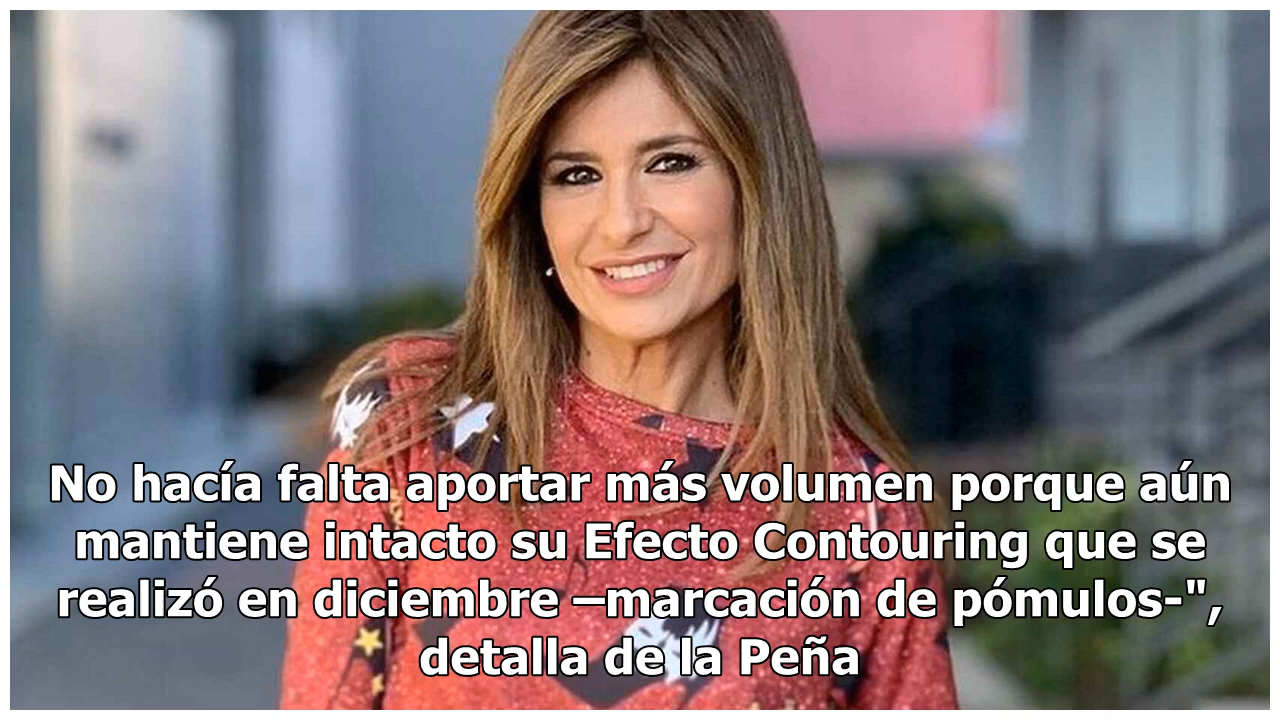 No hacía falta aportar más volumen porque aún
mantiene intacto su Efecto Contouring que se
realizó en diciembre –marcación de pómulos-",
detalla de la Peña